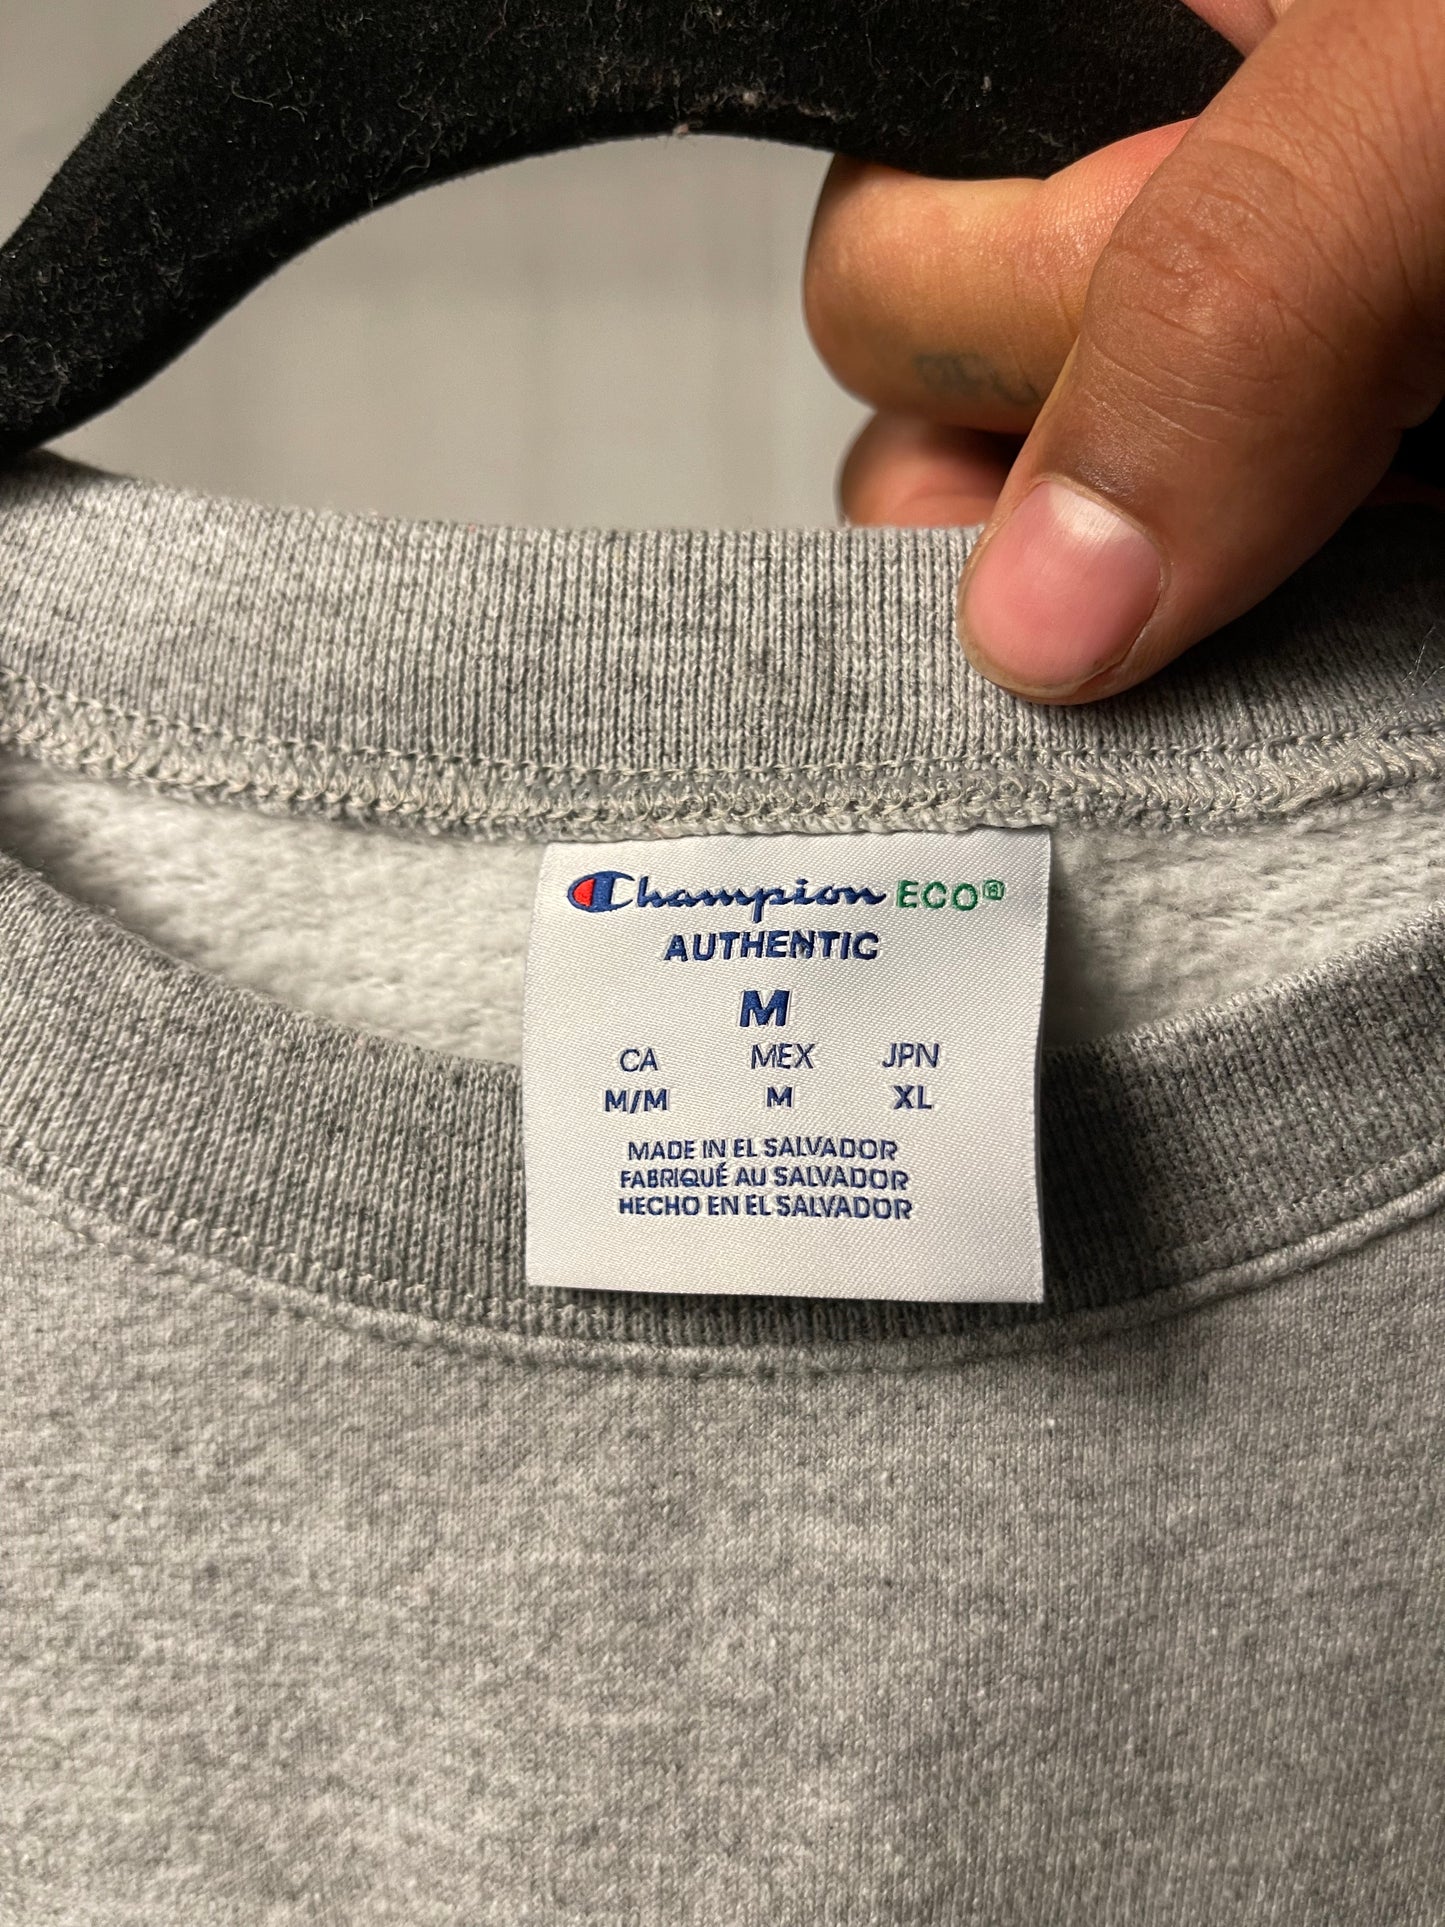 Champion ECO®
AUTHENTIC
M
CA MEX JPN
M/M M XL
MADE IN EL SALVADOR
FABRIQUÉ AU SALVADOR
HECHO EN EL SALVADOR